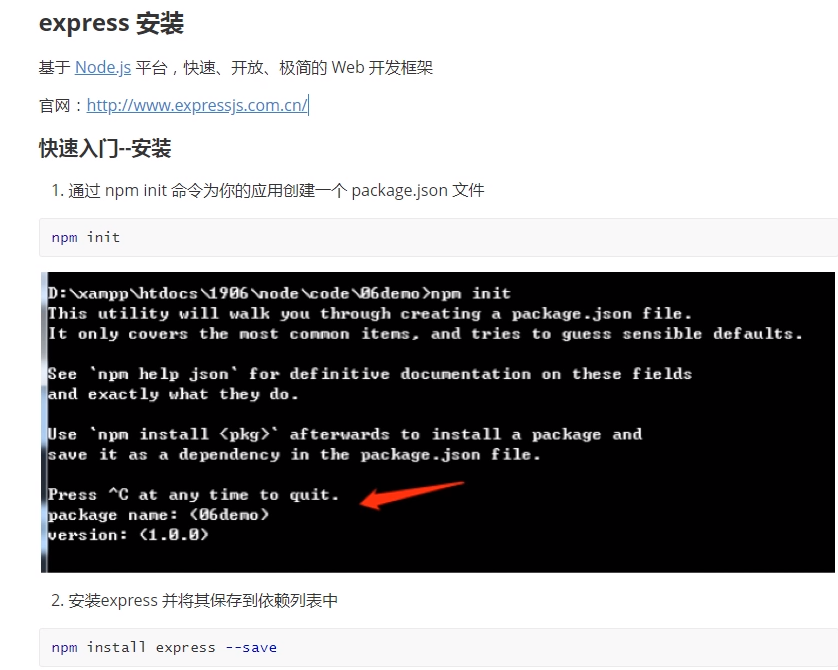 express 安装
基于 Node.js 平台，快速、开放、极简的 Web 开发框架
官网：http://www.expressjs.com.cn/
快速入门--安装
1. 通过 npm init 命令为你的应用创建一个 package.json 文件
npm init
D:\xampp\htdocs\1906\node\code\06demo>npm init
This utility will walk you through creating a package.json file.
It only covers the most common items, and tries to guess sensible defaults.
See `npm help json` for definitive documentation on these fields
and exactly what they do.
Use `npm install <pkg>` afterwards to install a package and
save it as a dependency in the package.json file.
Press ^C at any time to quit.
package name: (06demo)
version: (1.0.0)
2. 安装express 并将其保存到依赖列表中
npm install express --save